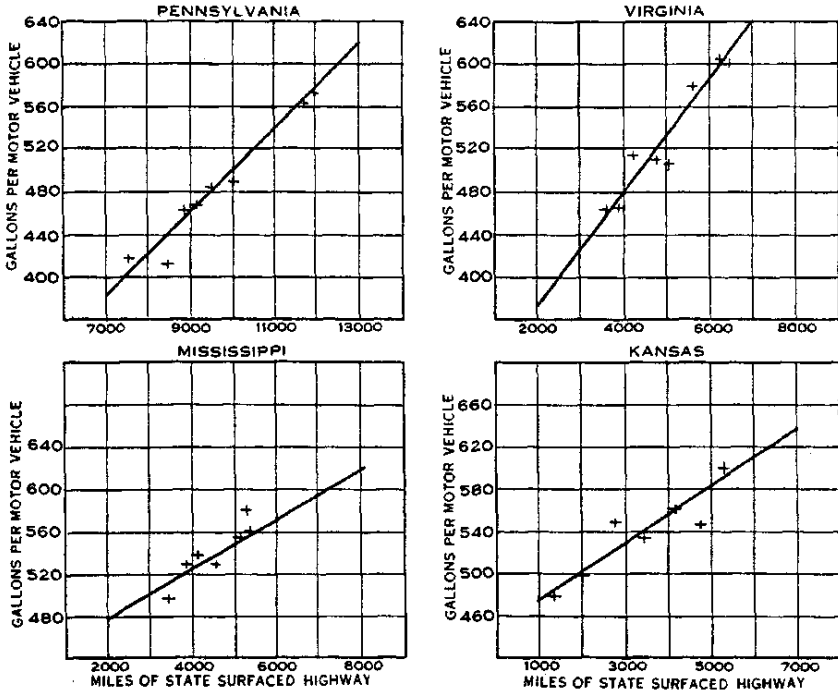 PENNSYLVANIA
GALLONS PER MOTOR VEHICLE
640
600
560
520
480
440
400
7000 9000 11000 13000
VIRGINIA
GALLONS PER MOTOR VEHICLE
640
600
560
520
480
440
400
2000 4000 6000 8000
MISSISSIPPI
GALLONS PER MOTOR VEHICLE
640
600
560
520
480
2000 4000 6000 8000
MILES OF STATE SURFACED HIGHWAY
KANSAS
GALLONS PER MOTOR VEHICLE
660
620
580
540
500
460
1000 3000 5000 7000
MILES OF STATE SURFACED HIGHWAY